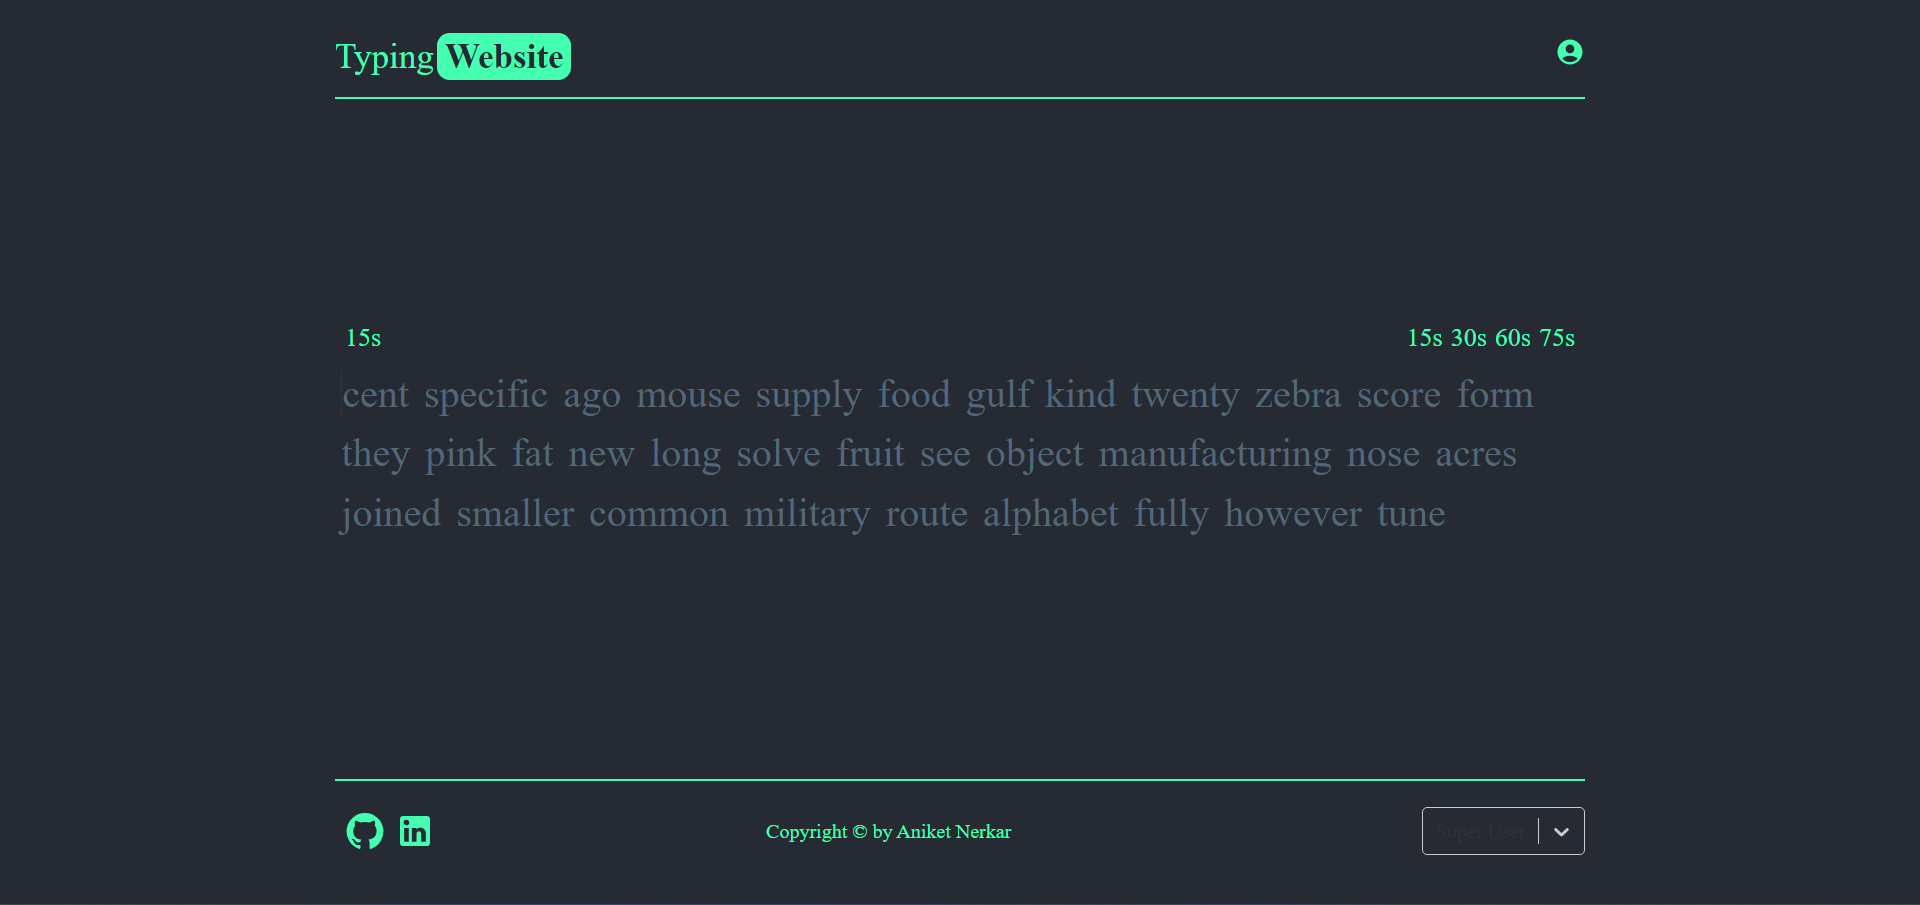 Typing Website
15s 15s 30s 60s 75s
cent specific ago mouse supply food gulf kind twenty zebra score form
they pink fat new long solve fruit see object manufacturing nose acres
joined smaller common military route alphabet fully however tune
Copyright © by Aniket Nerkar Super User